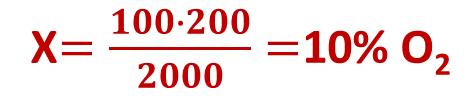 X= 100·200 / 2000 =10% O₂